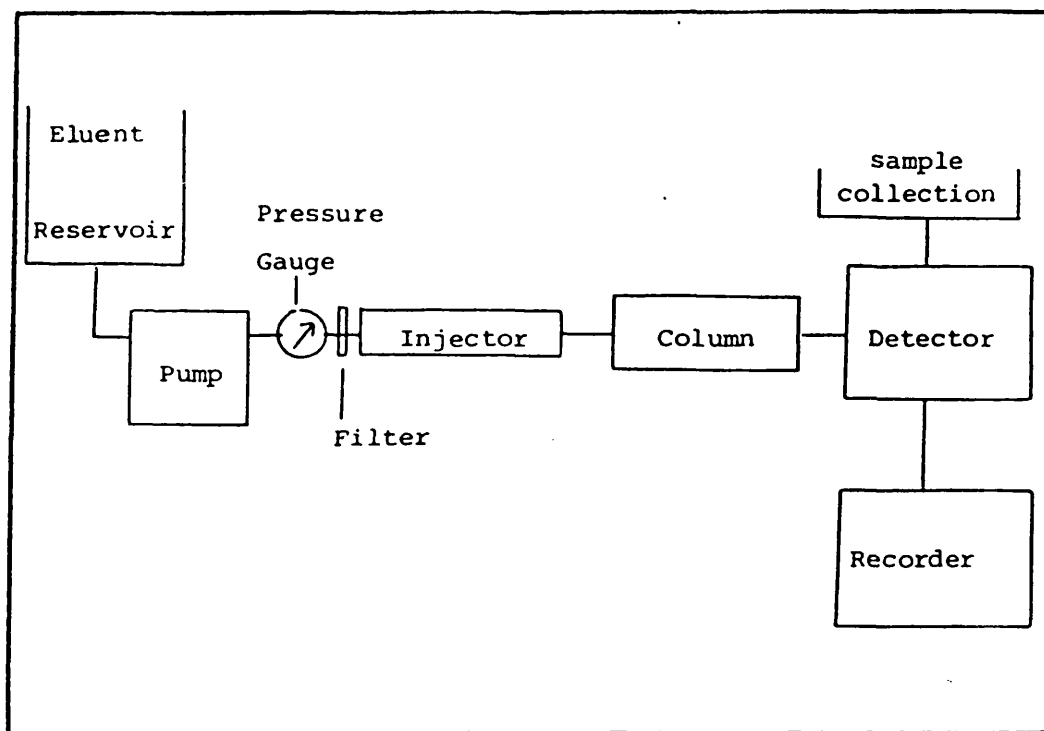 Eluent
Reservoir
Pressure
Gauge
Pump
Filter
Injector
Column
sample
collection
Detector
Recorder